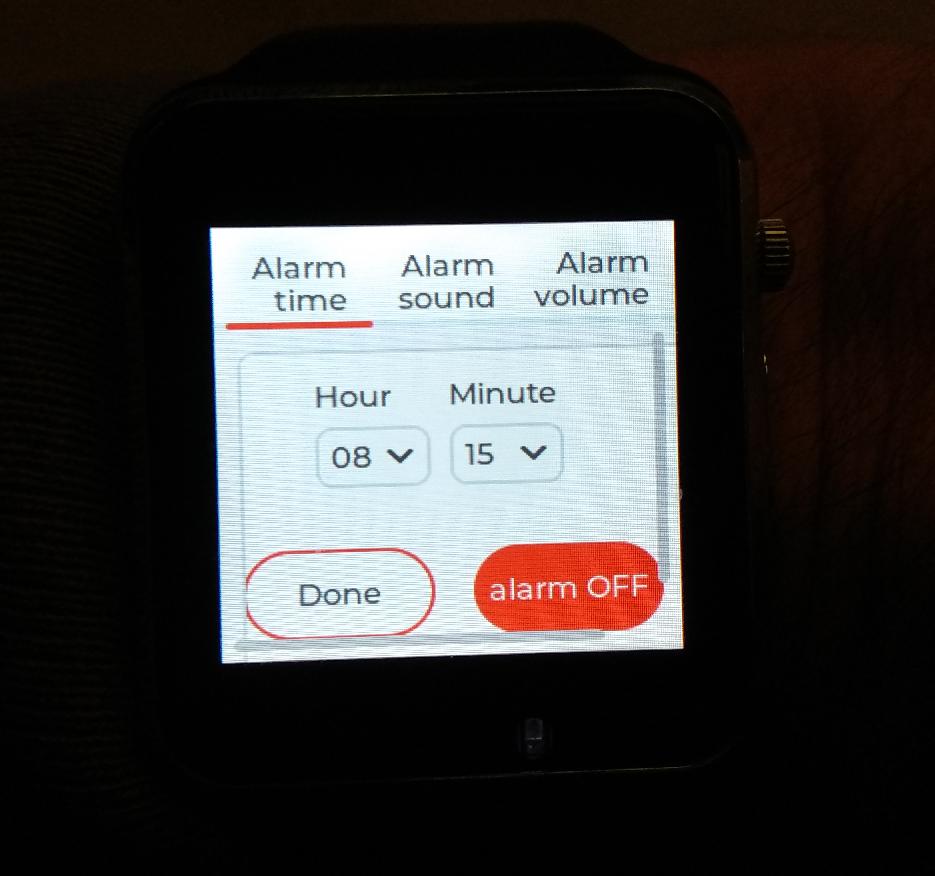 Alarm time
Alarm sound
Alarm volume
Hour Minute
08 15
Done alarm OFF